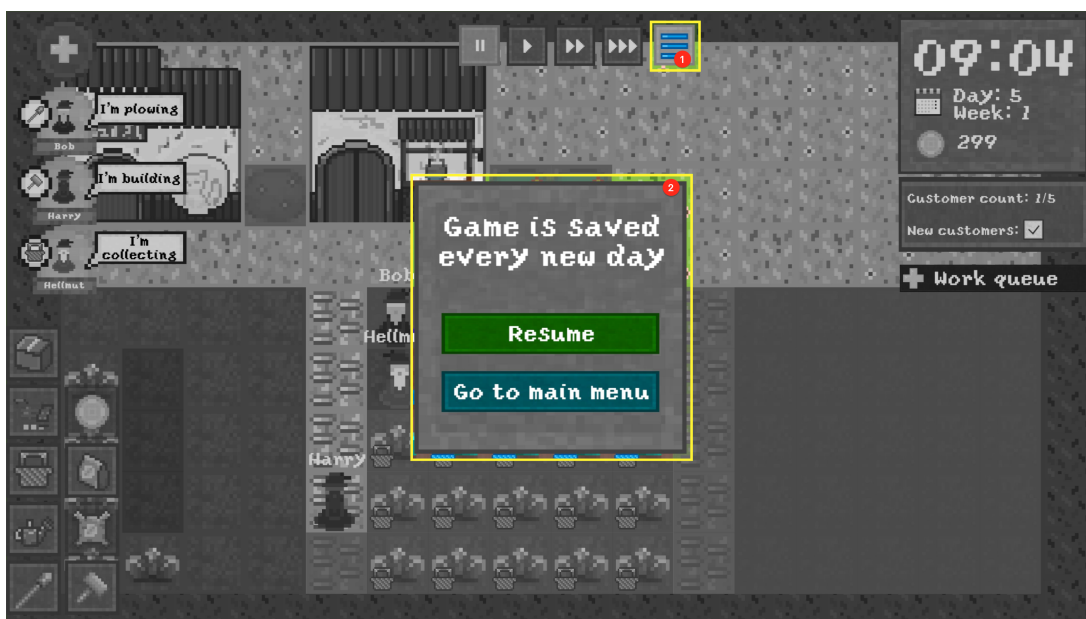 1
09:04
Day: 5
Week: 1
299
I'm plowing
Bob
I'm building
Harry
I'm
collecting
Hellmut
2
Game is saved
every new day
Resume
Go to main menu
Customer count: 1/5
New customers:
Work queue
Bob
Harry